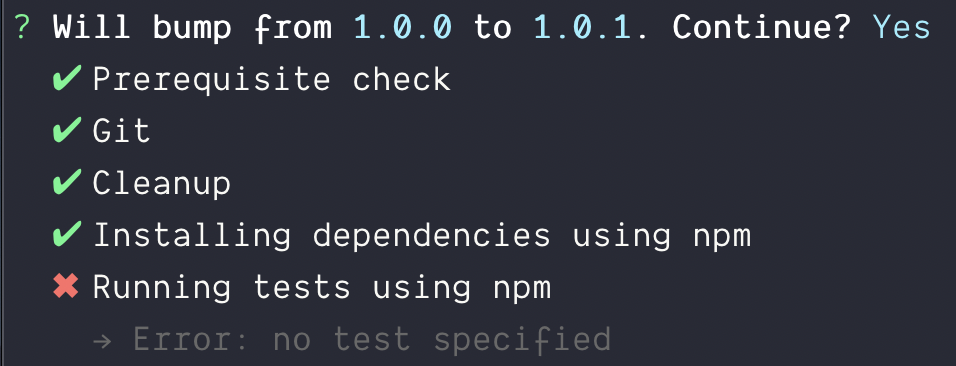 ? Will bump from 1.0.0 to 1.0.1. Continue? Yes
✔ Prerequisite check
✔ Git
✔ Cleanup
✔ Installing dependencies using npm
✖ Running tests using npm
→ Error: no test specified